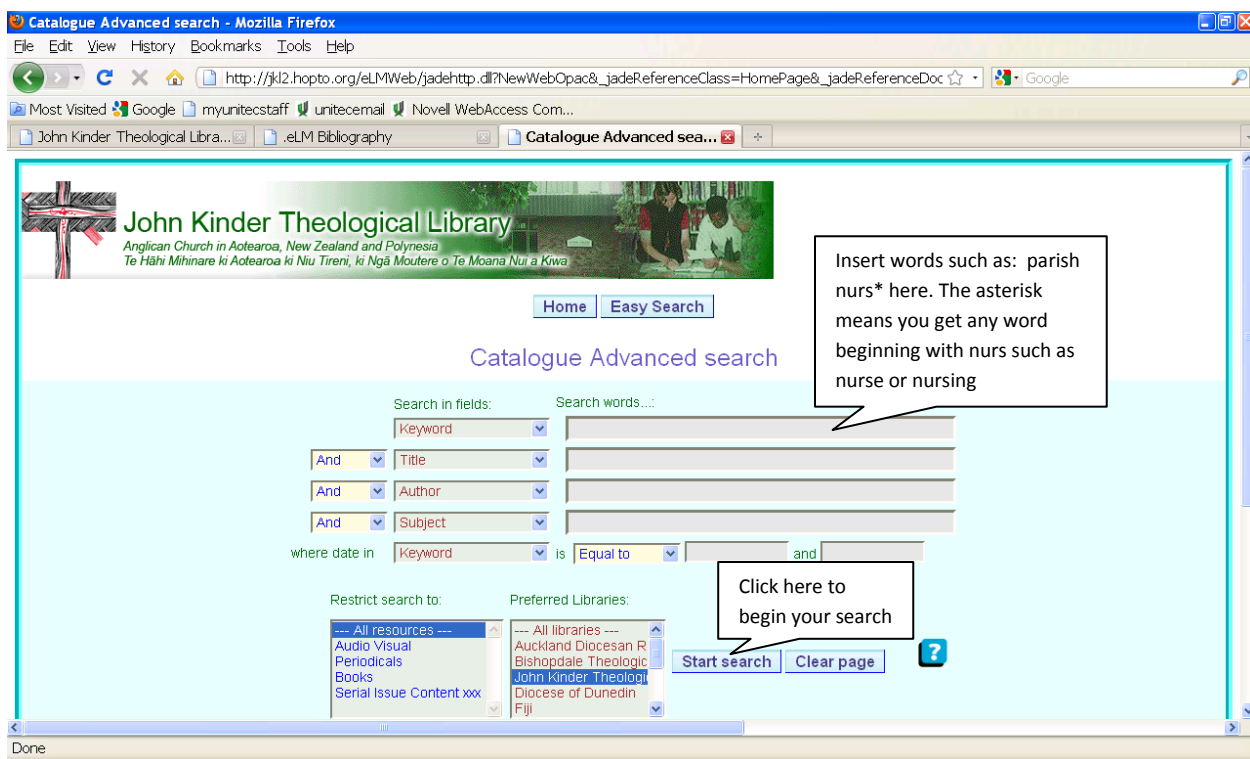 Catalogue Advanced search - Mozilla Firefox
File Edit View History Bookmarks Tools Help
http://jkl2.hopto.org/eLMWeb/jadehttp.dll?NewWebOpac&_jadeReferenceClass=HomePage&_jadeReferenceDoc
Google
Most Visited Google myunitecstaff unitecemail Novell WebAccess Com...
John Kinder Theological Libra... .eLM Bibliography Catalogue Advanced sea...
John Kinder Theological Library
Anglican Church in Aotearoa, New Zealand and Polynesia
Te Hāhi Mihinare ki Aotearoa ki Niu Tireni, ki Ngā Moutere o Te Moana Nui a Kiwa
Insert words such as: parish
nurs* here. The asterisk
means you get any word
beginning with nurs such as
nurse or nursing
Home Easy Search
Catalogue Advanced search
Search in fields: Search words...:
Keyword
And Title
And Author
And Subject
where date in Keyword is Equal to and
Click here to
begin your search
Restrict search to: Preferred Libraries:
--- All resources --- --- All libraries ---
Audio Visual Auckland Diocesan R
Periodicals Bishopdale Theologic
Books John Kinder Theologi
Serial Issue Content xxx Diocese of Dunedin
Fiji
Start search Clear page ?
Done